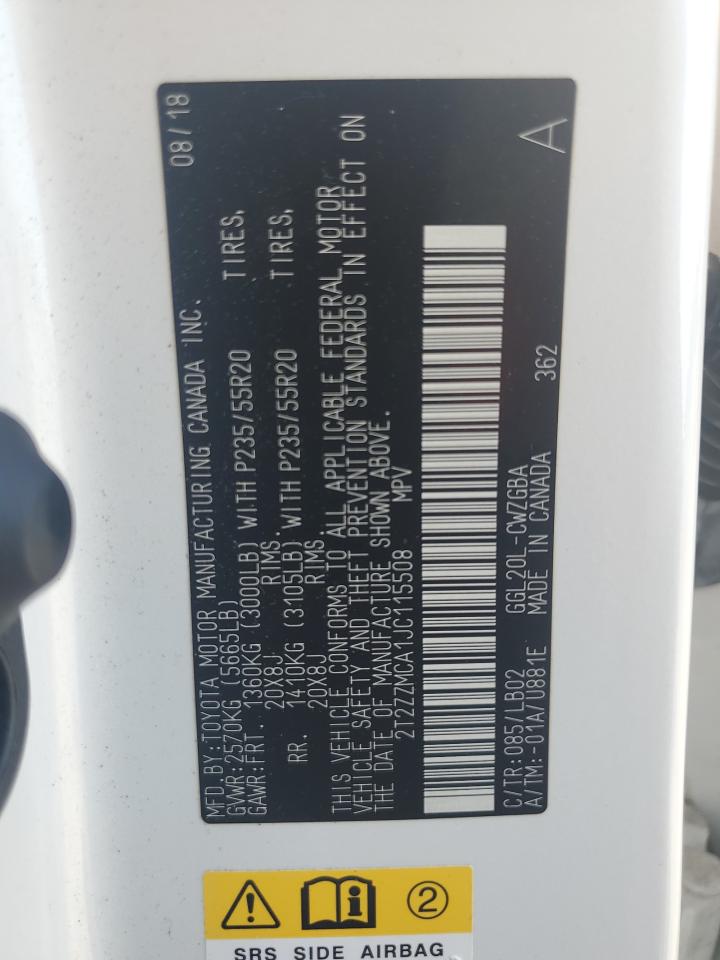 MFD.BY:TOYOTA MOTOR MANUFACTURING CANADA INC. 08/18
GVWR:2570KG (5665LB)
GAWR:FRT. 1360KG (3000LB) WITH P235/55R20 TIRES,
20X8J RIMS.
RR. 1410KG (3105LB) WITH P235/55R20 TIRES,
20X8J RIMS.
THIS VEHICLE CONFORMS TO ALL APPLICABLE FEDERAL MOTOR
VEHICLE SAFETY AND THEFT PREVENTION STANDARDS IN EFFECT ON
THE DATE OF MANUFACTURE SHOWN ABOVE.
2T2ZZMCA1JC115508 MPV
C/TR:085/LB02 GGL20L-CWZGBA 362 A
A/TM:-01A/U881E MADE IN CANADA
2
SRS SIDE AIRBAG